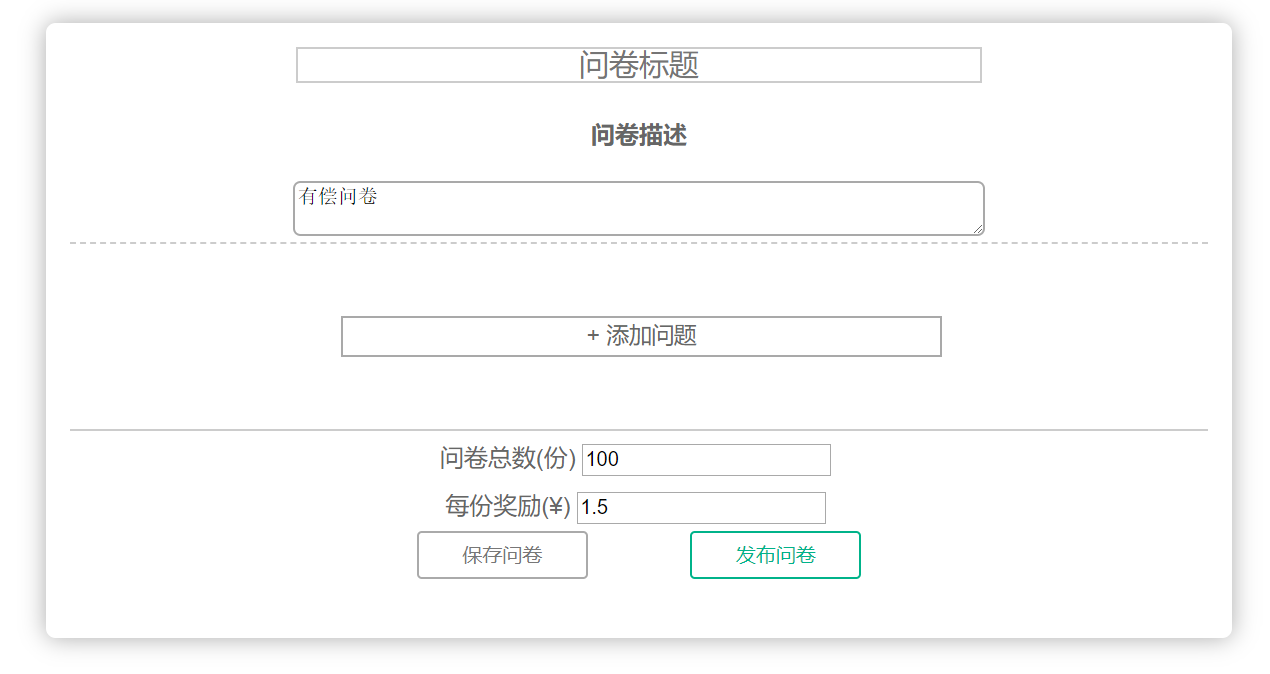 问卷标题
问卷描述
有偿问卷
+ 添加问题
问卷总数(份) 100
每份奖励(¥) 1.5
保存问卷 发布问卷